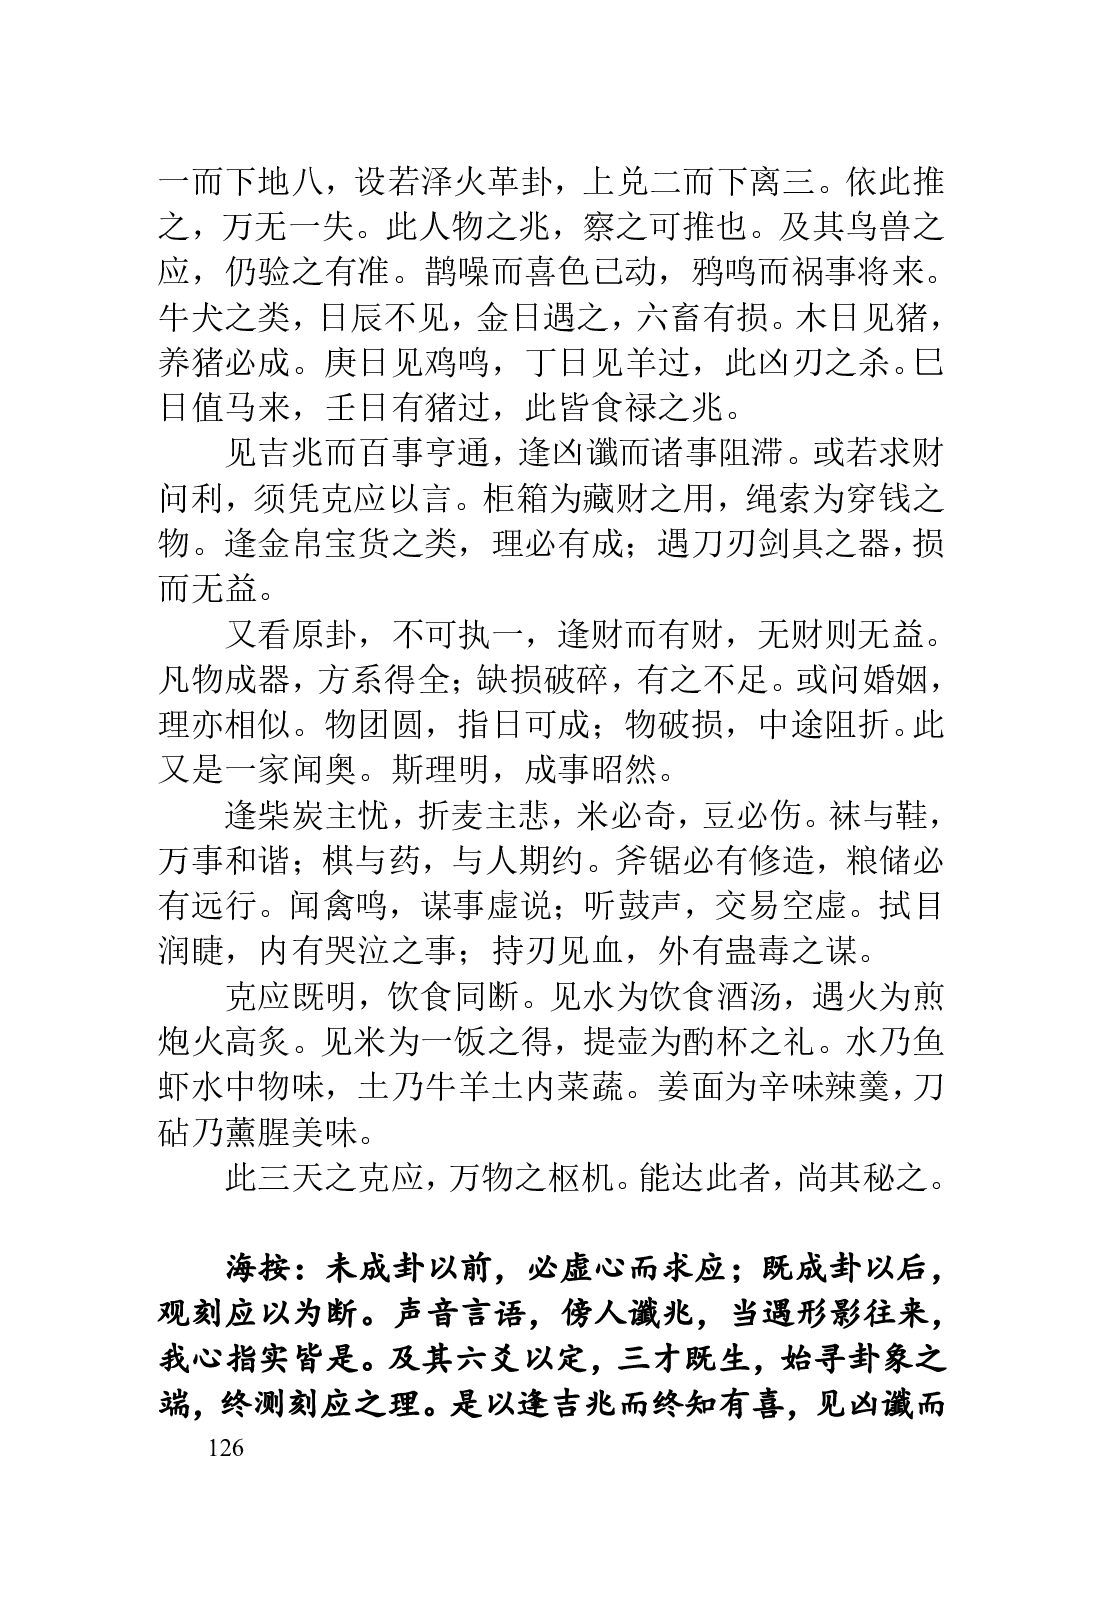 一而下地八，设若泽火革卦，上兑二而下离三。依此推
之，万无一失。此人物之兆，察之可推也。及其鸟兽之
应，仍验之有准。鹊噪而喜色已动，鸦鸣而祸事将来。
牛犬之类，日辰不见，金日遇之，六畜有损。木日见猪，
养猪必成。庚日见鸡鸣，丁日见羊过，此凶刃之杀。巳
日值马来，壬日有猪过，此皆食禄之兆。
见吉兆而百事亨通，逢凶谶而诸事阻滞。或若求财
问利，须凭克应以言。柜箱为藏财之用，绳索为穿钱之
物。逢金帛宝货之类，理必有成；遇刀刃剑具之器，损
而无益。
又看原卦，不可执一，逢财而有财，无财则无益。
凡物成器，方系得全；缺损破碎，有之不足。或问婚姻，
理亦相似。物团圆，指日可成；物破损，中途阻折。此
又是一家闻奥。斯理明，成事昭然。
逢柴炭主忧，折麦主悲，米必奇，豆必伤。袜与鞋，
万事和谐；棋与药，与人期约。斧锯必有修造，粮储必
有远行。闻禽鸣，谋事虚说；听鼓声，交易空虚。拭目
润睫，内有哭泣之事；持刃见血，外有蛊毒之谋。
克应既明，饮食同断。见水为饮食酒汤，遇火为煎
炮火高炙。见米为一饭之得，提壶为酌杯之礼。水乃鱼
虾水中物味，土乃牛羊土内菜蔬。姜面为辛味辣羹，刀
砧乃薰腥美味。
此三天之克应，万物之枢机。能达此者，尚其秘之。
海按：未成卦以前，必虚心而求应；既成卦以后，
观刻应以为断。声音言语，傍人谶兆，当遇形影往来，
我心指实皆是。及其六爻以定，三才既生，始寻卦象之
端，终测刻应之理。是以逢吉兆而终知有喜，见凶谶而
126